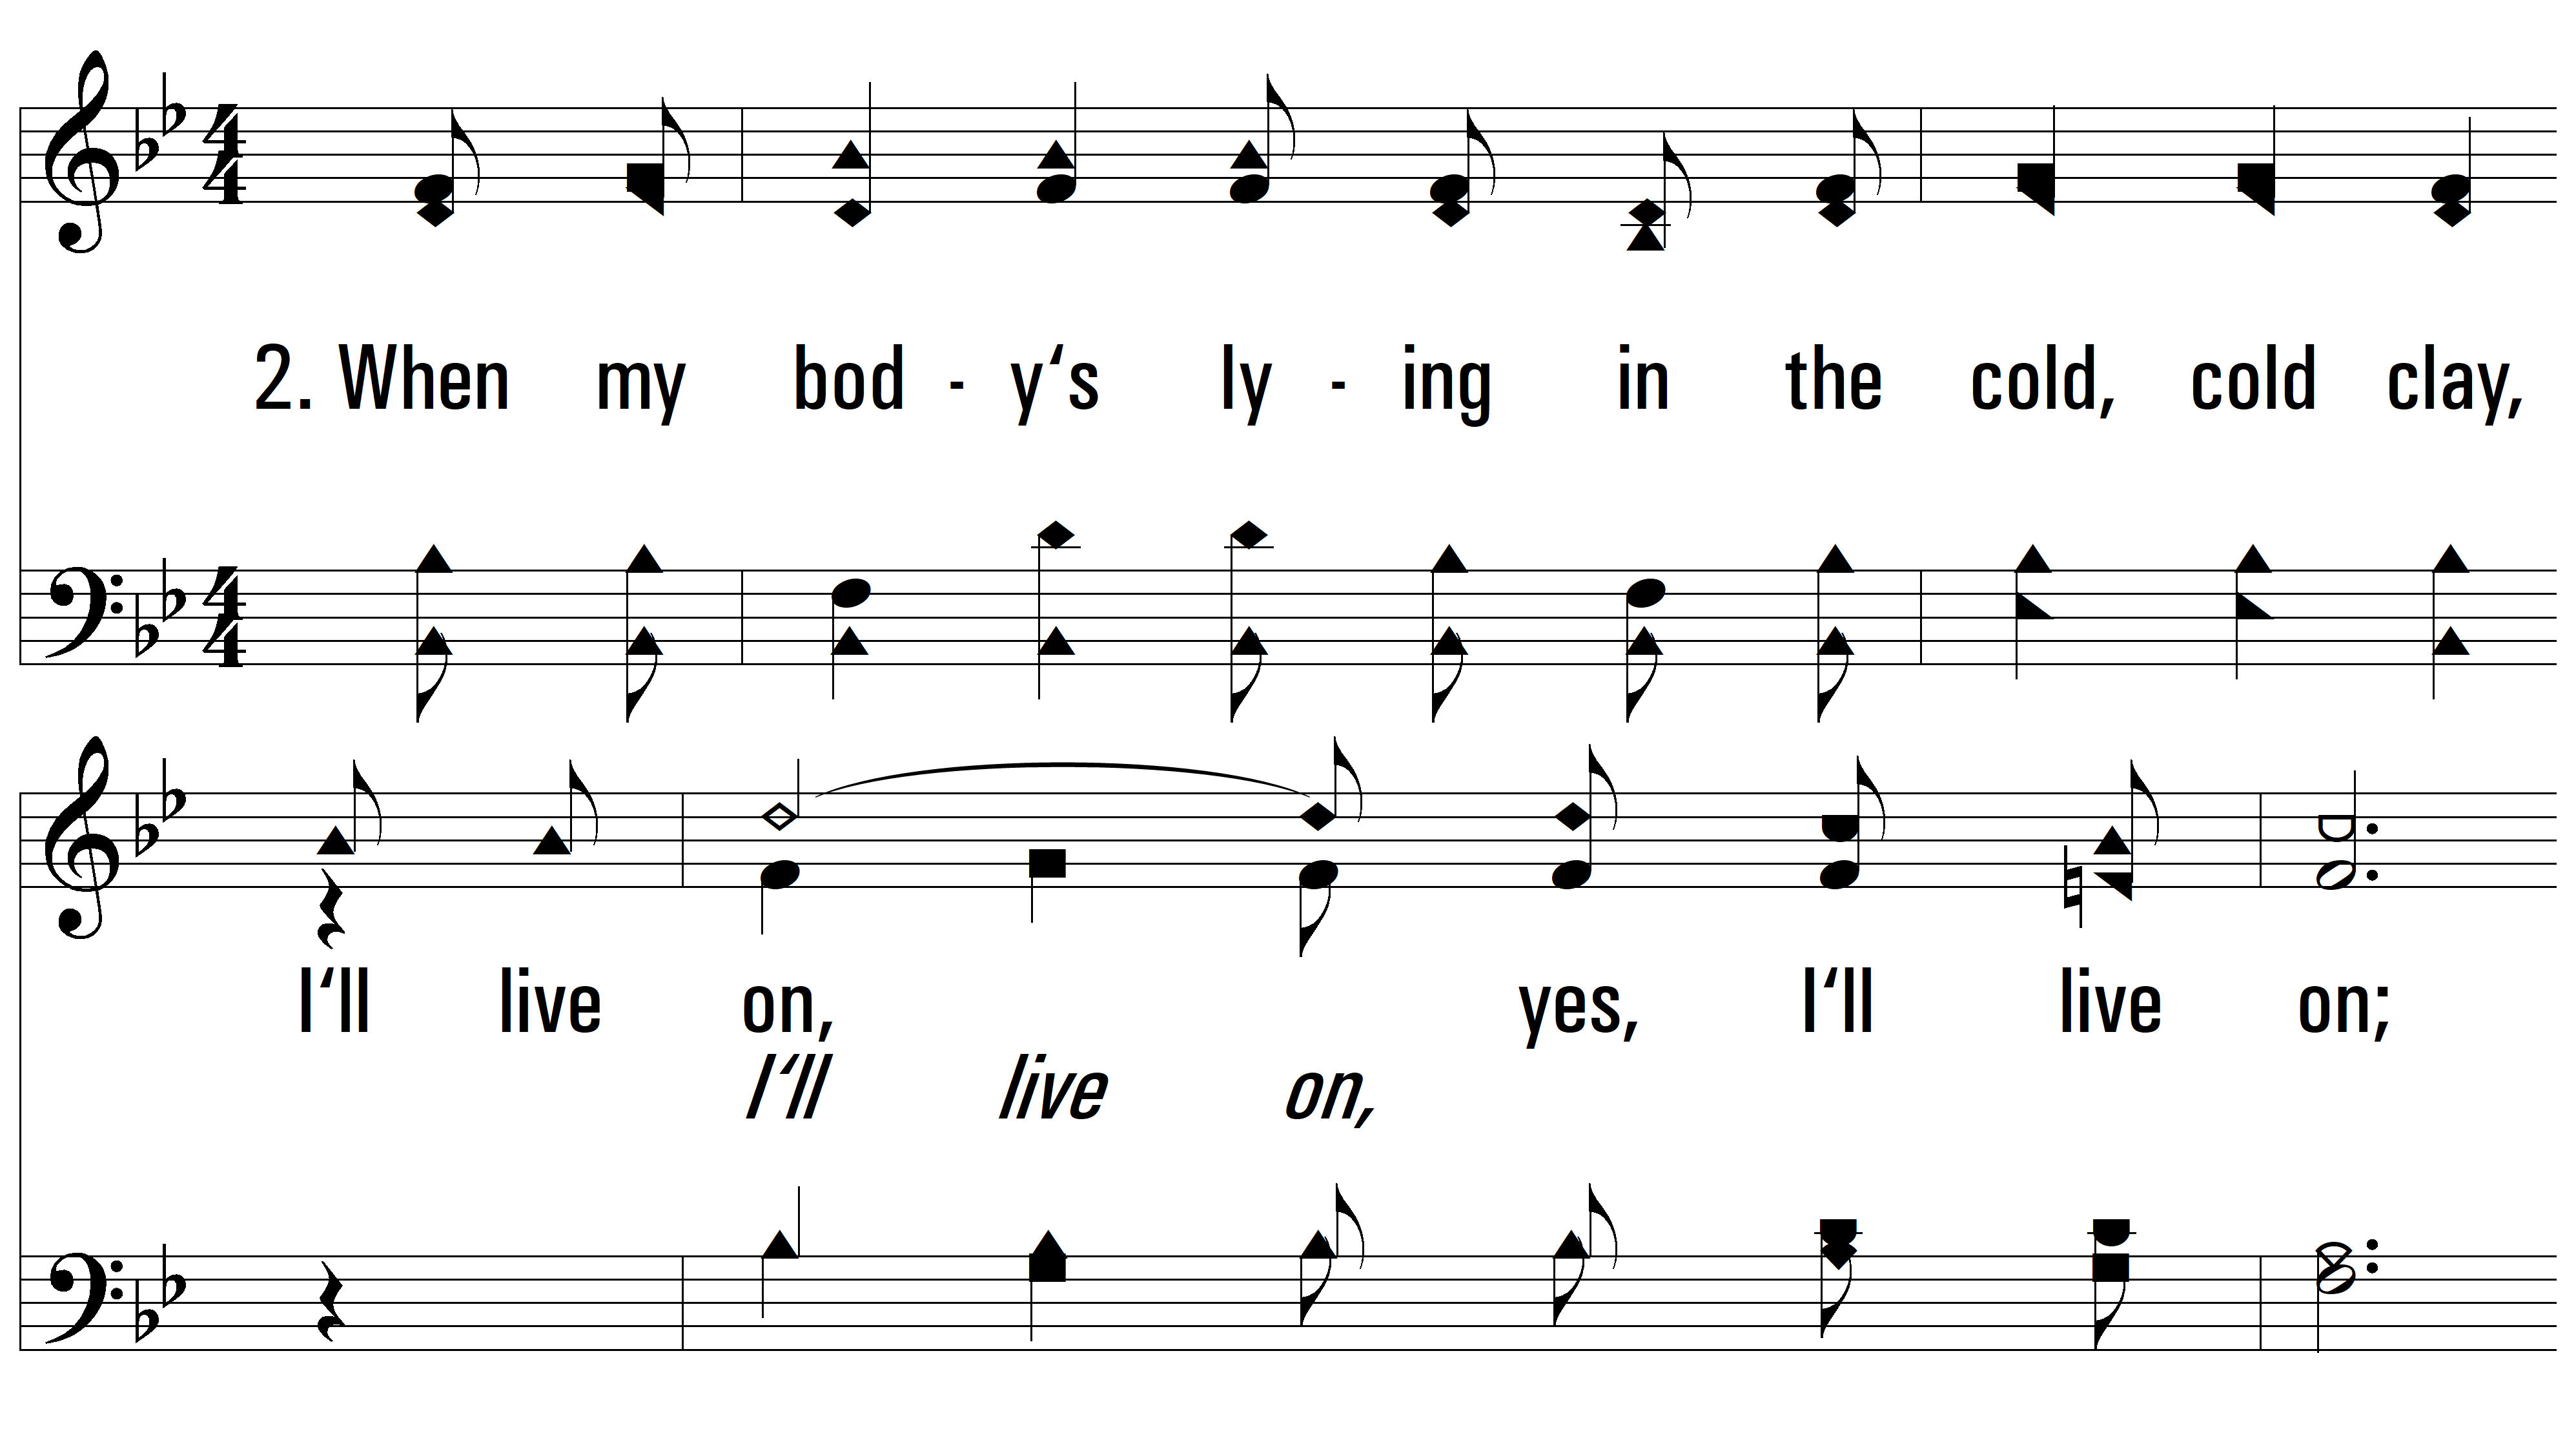 2. When my bod - y‘s ly - ing in the cold, cold clay,
I‘ll live on, yes, I‘ll live on;
I‘ll live on,